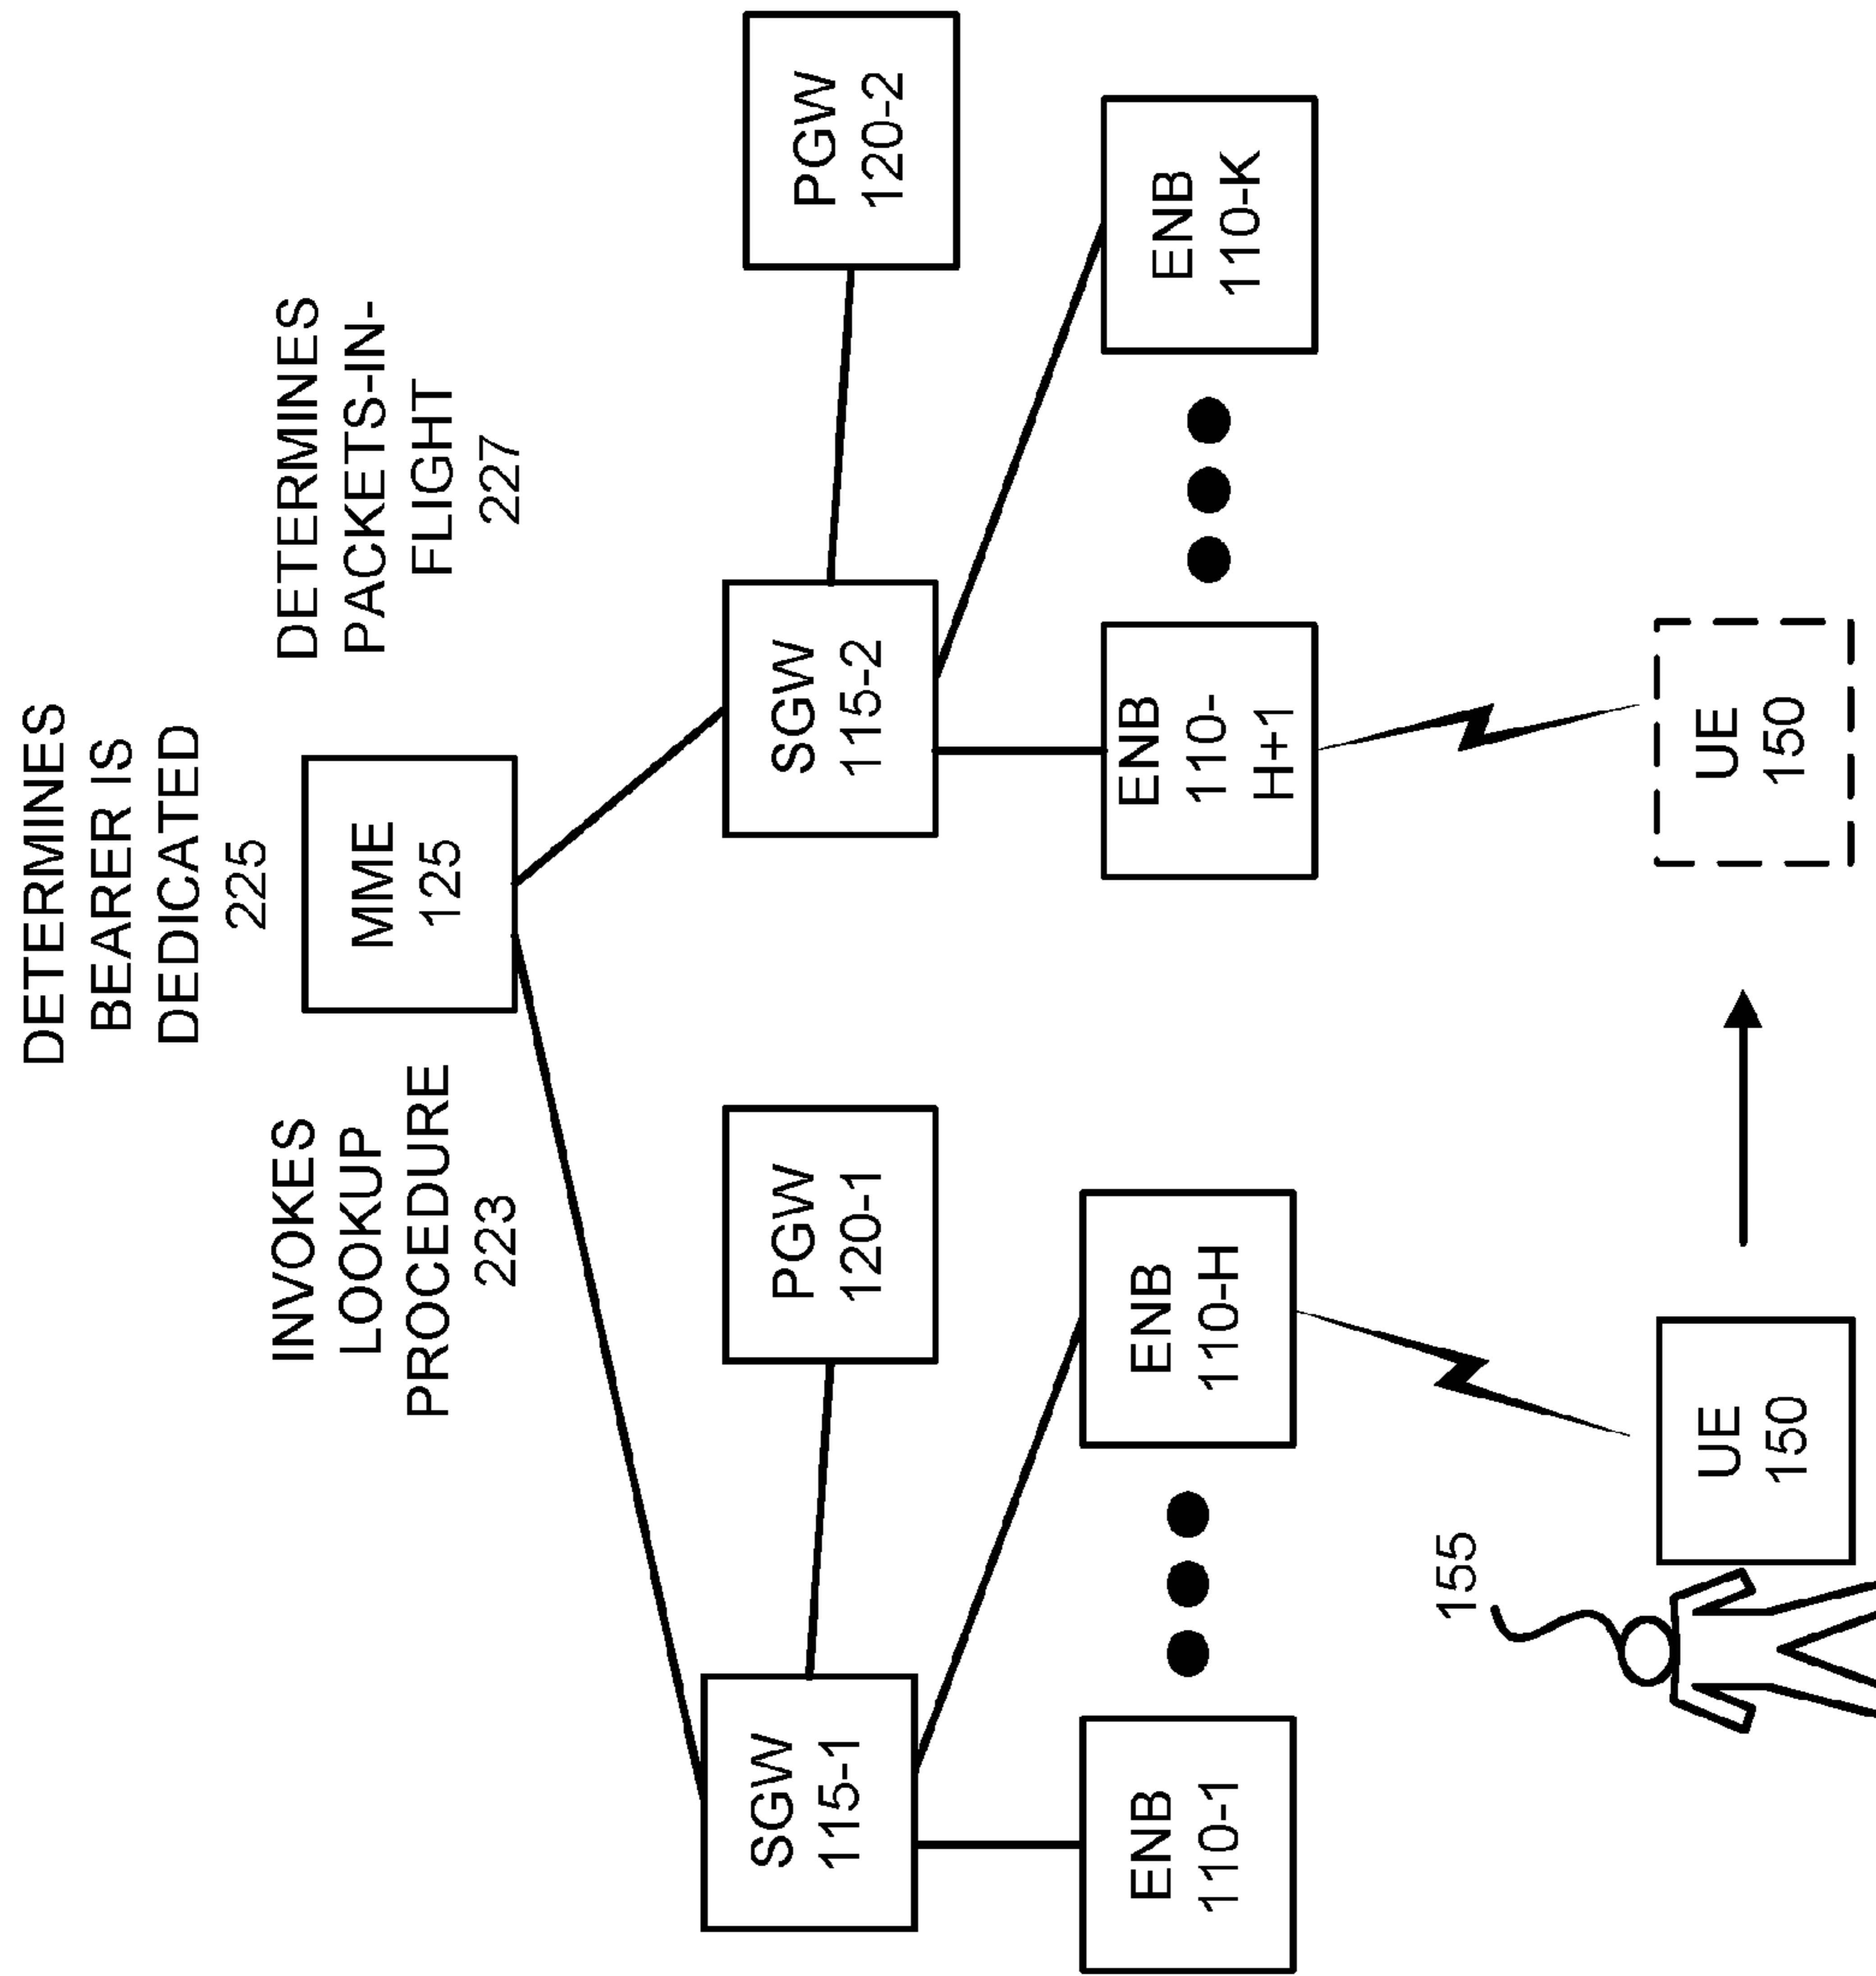 DETERMINES
BEARER IS
DEDICATED
225
INVOKES
LOOKUP
PROCEDURE
223
MME
125
DETERMINES
PACKETS-IN-
FLIGHT
227
SGW
115-1
PGW
120-1
SGW
115-2
PGW
120-2
ENB
110-1
ENB
110-H
ENB
110-
H+1
ENB
110-K
155
UE
150
UE
150